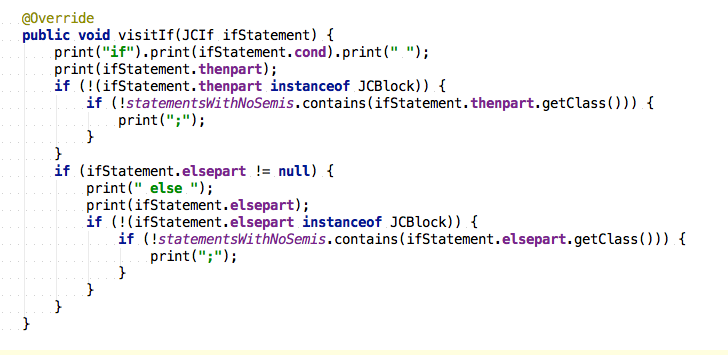 @Override
public void visitIf(JCIf ifStatement) {
    print("if").print(ifStatement.cond).print(" ");
    print(ifStatement.thenpart);
    if (!(ifStatement.thenpart instanceof JCBlock)) {
        if (!statementsWithNoSemis.contains(ifStatement.thenpart.getClass())) {
            print(";");
        }
    }
    if (ifStatement.elsepart != null) {
        print(" else ");
        print(ifStatement.elsepart);
        if (!(ifStatement.elsepart instanceof JCBlock)) {
            if (!statementsWithNoSemis.contains(ifStatement.elsepart.getClass())) {
                print(";");
            }
        }
    }
}